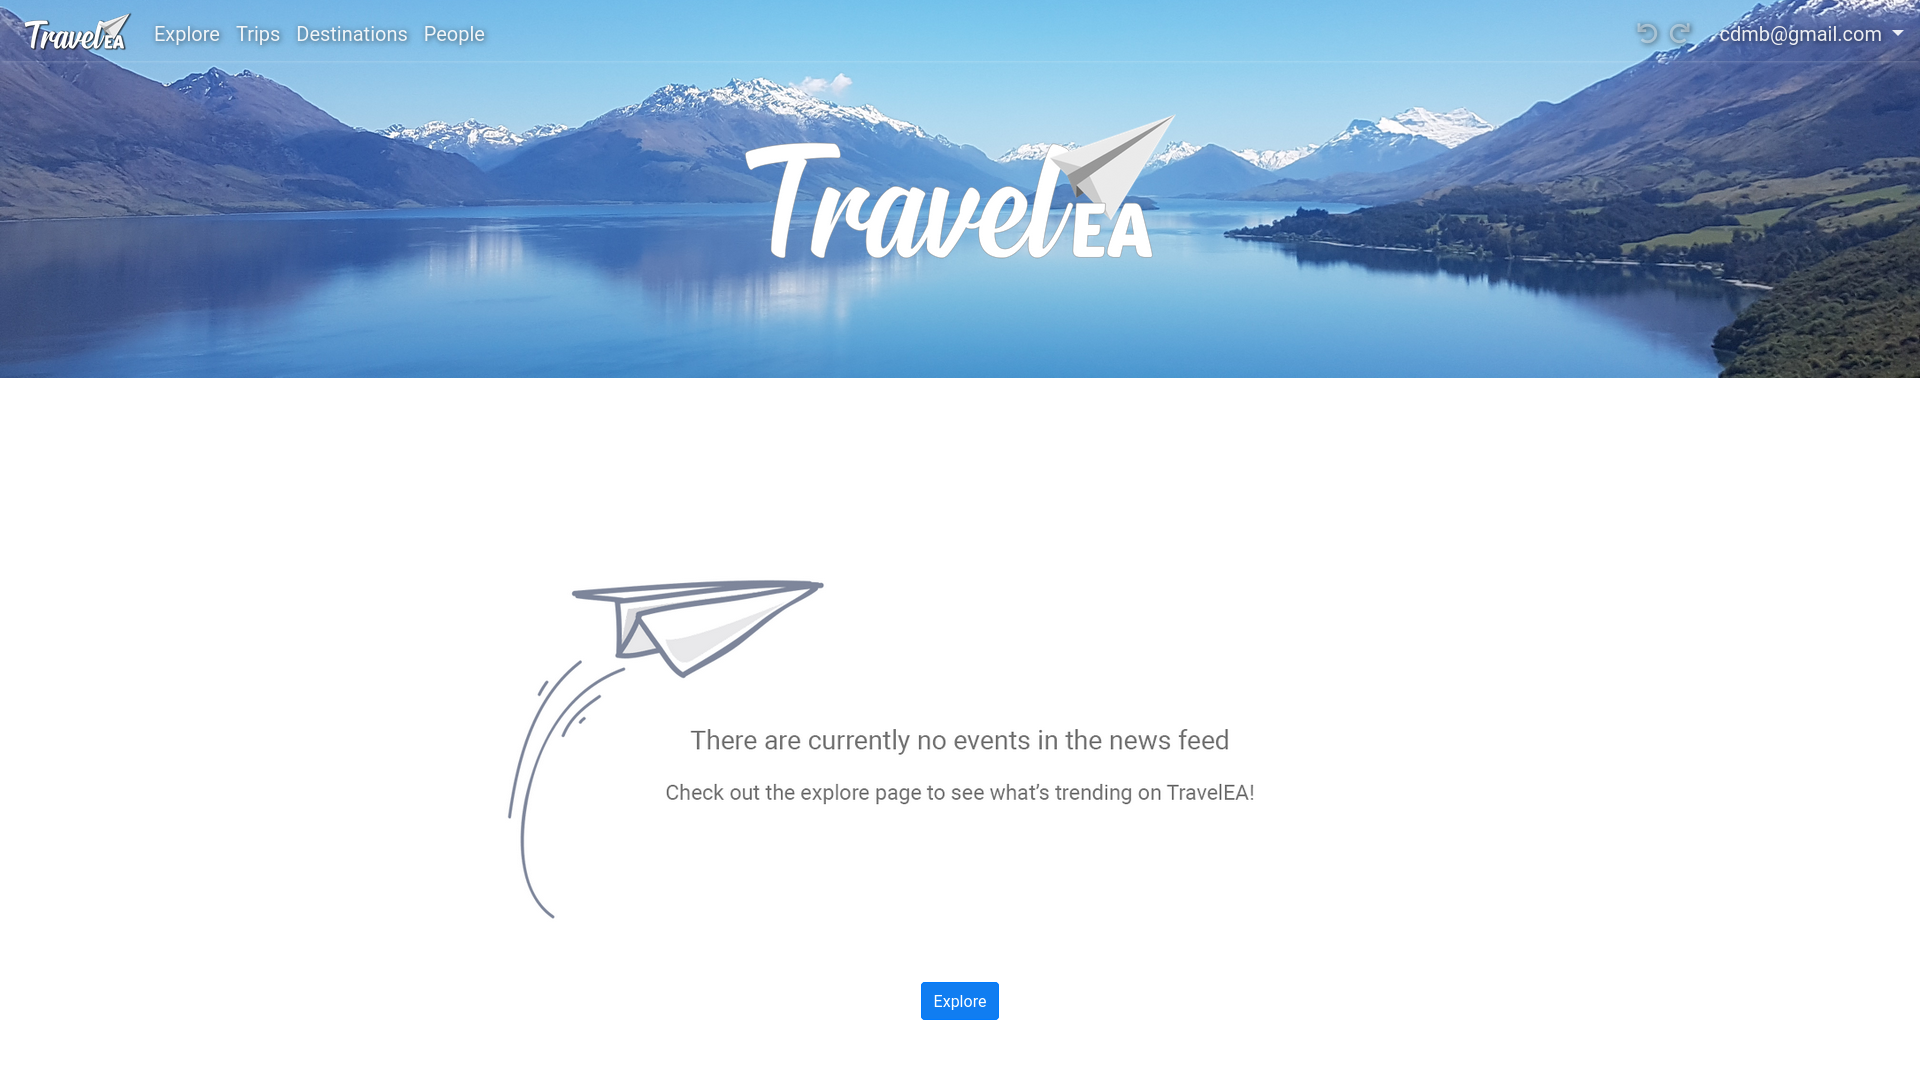 TravelEA
Explore
Trips
Destinations
People
cdmb@gmail.com
TravelEA
There are currently no events in the news feed
Check out the explore page to see what's trending on TravelEA!
Explore